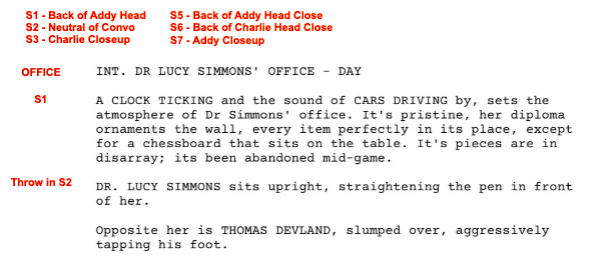 S1 - Back of Addy Head
S2 - Neutral of Convo
S3 - Charlie Closeup
S5 - Back of Addy Head Close
S6 - Back of Charlie Head Close
S7 - Addy Closeup
OFFICE
INT. DR LUCY SIMMONS' OFFICE - DAY
S1
A CLOCK TICKING and the sound of CARS DRIVING by, sets the
atmosphere of Dr Simmons' office. It's pristine, her diploma
ornaments the wall, every item perfectly in its place, except
for a chessboard that sits on the table. It's pieces are in
disarray; its been abandoned mid-game.
Throw in S2
DR. LUCY SIMMONS sits upright, straightening the pen in front
of her.
Opposite her is THOMAS DEVLAND, slumped over, aggressively
tapping his foot.